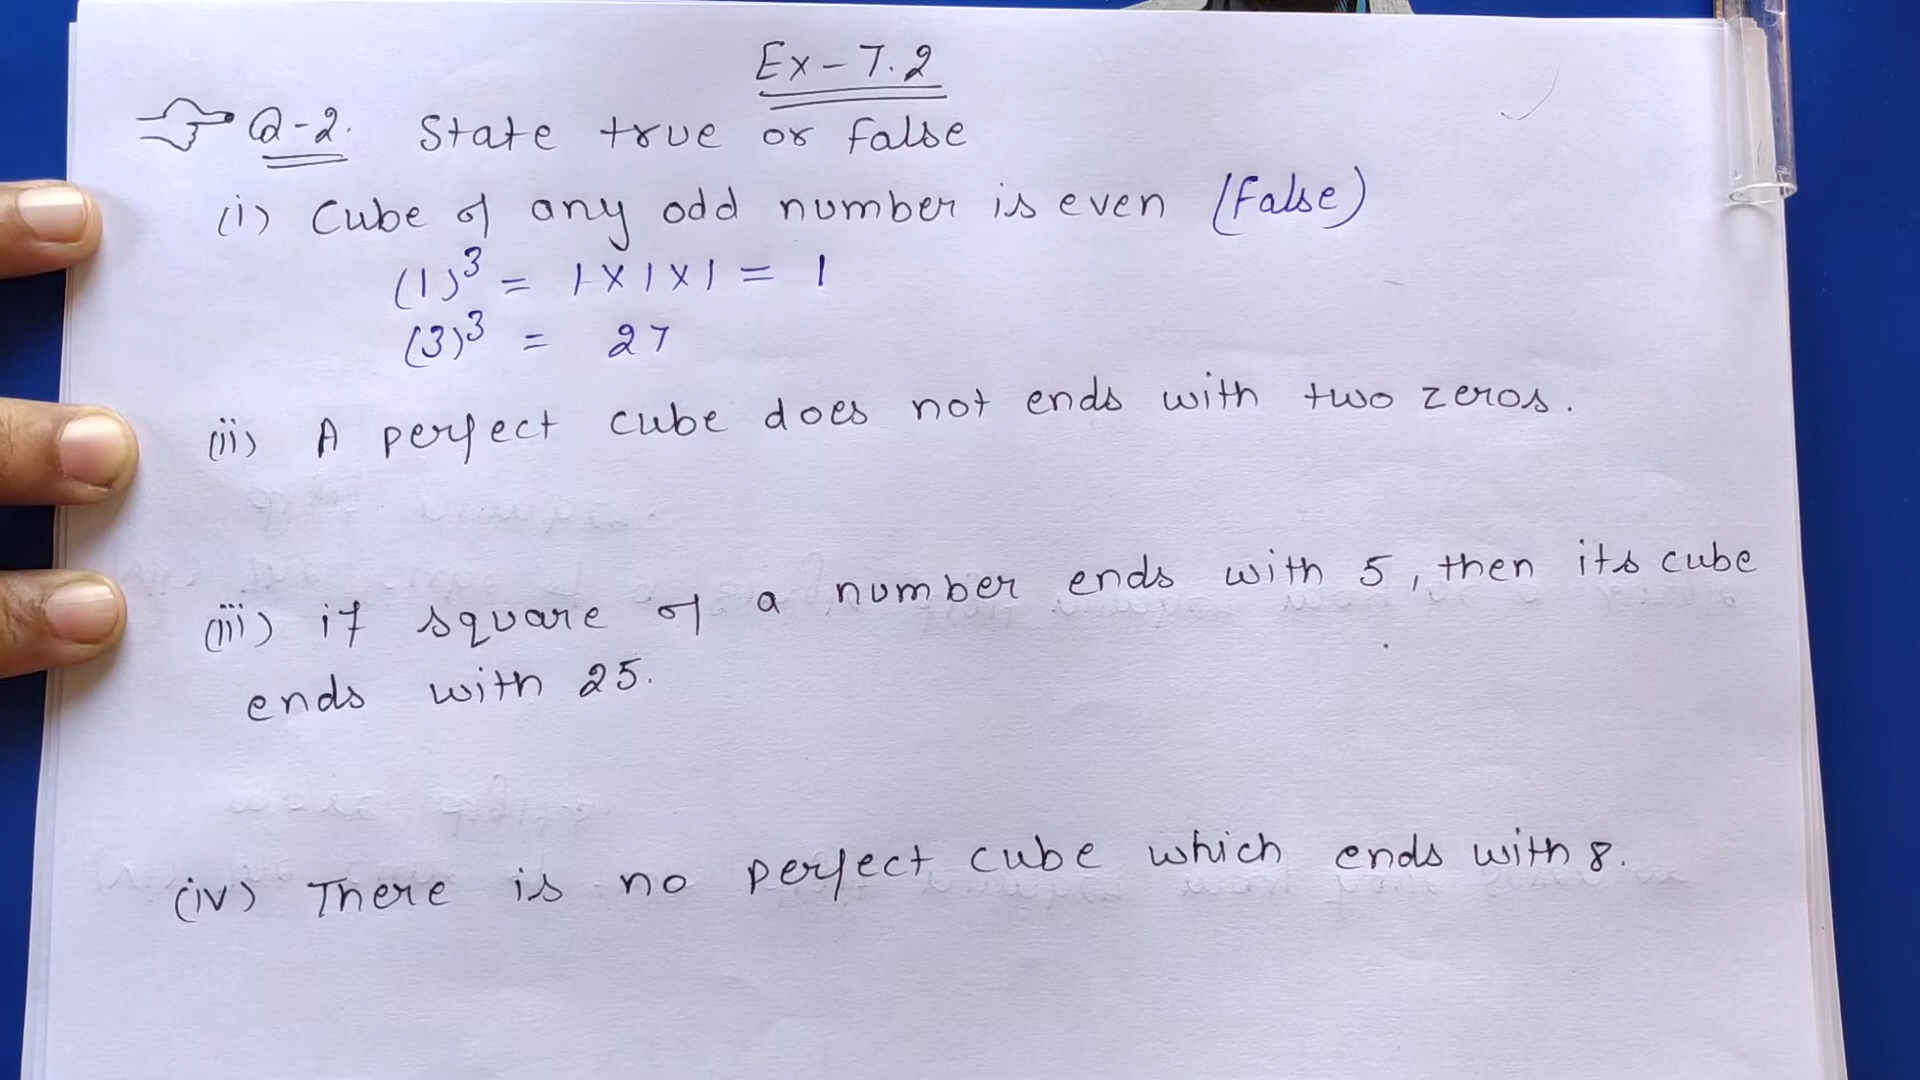 Ex-7.2
Q-2. State true or false
(i) Cube of any odd number is even (False)
(1)³ = 1×1×1 = 1
(3)³ = 27
(ii) A perfect cube does not ends with two zeros.
(iii) if square of a number ends with 5, then its cube
ends with 25.
(iv) There is no perfect cube which ends with 8.